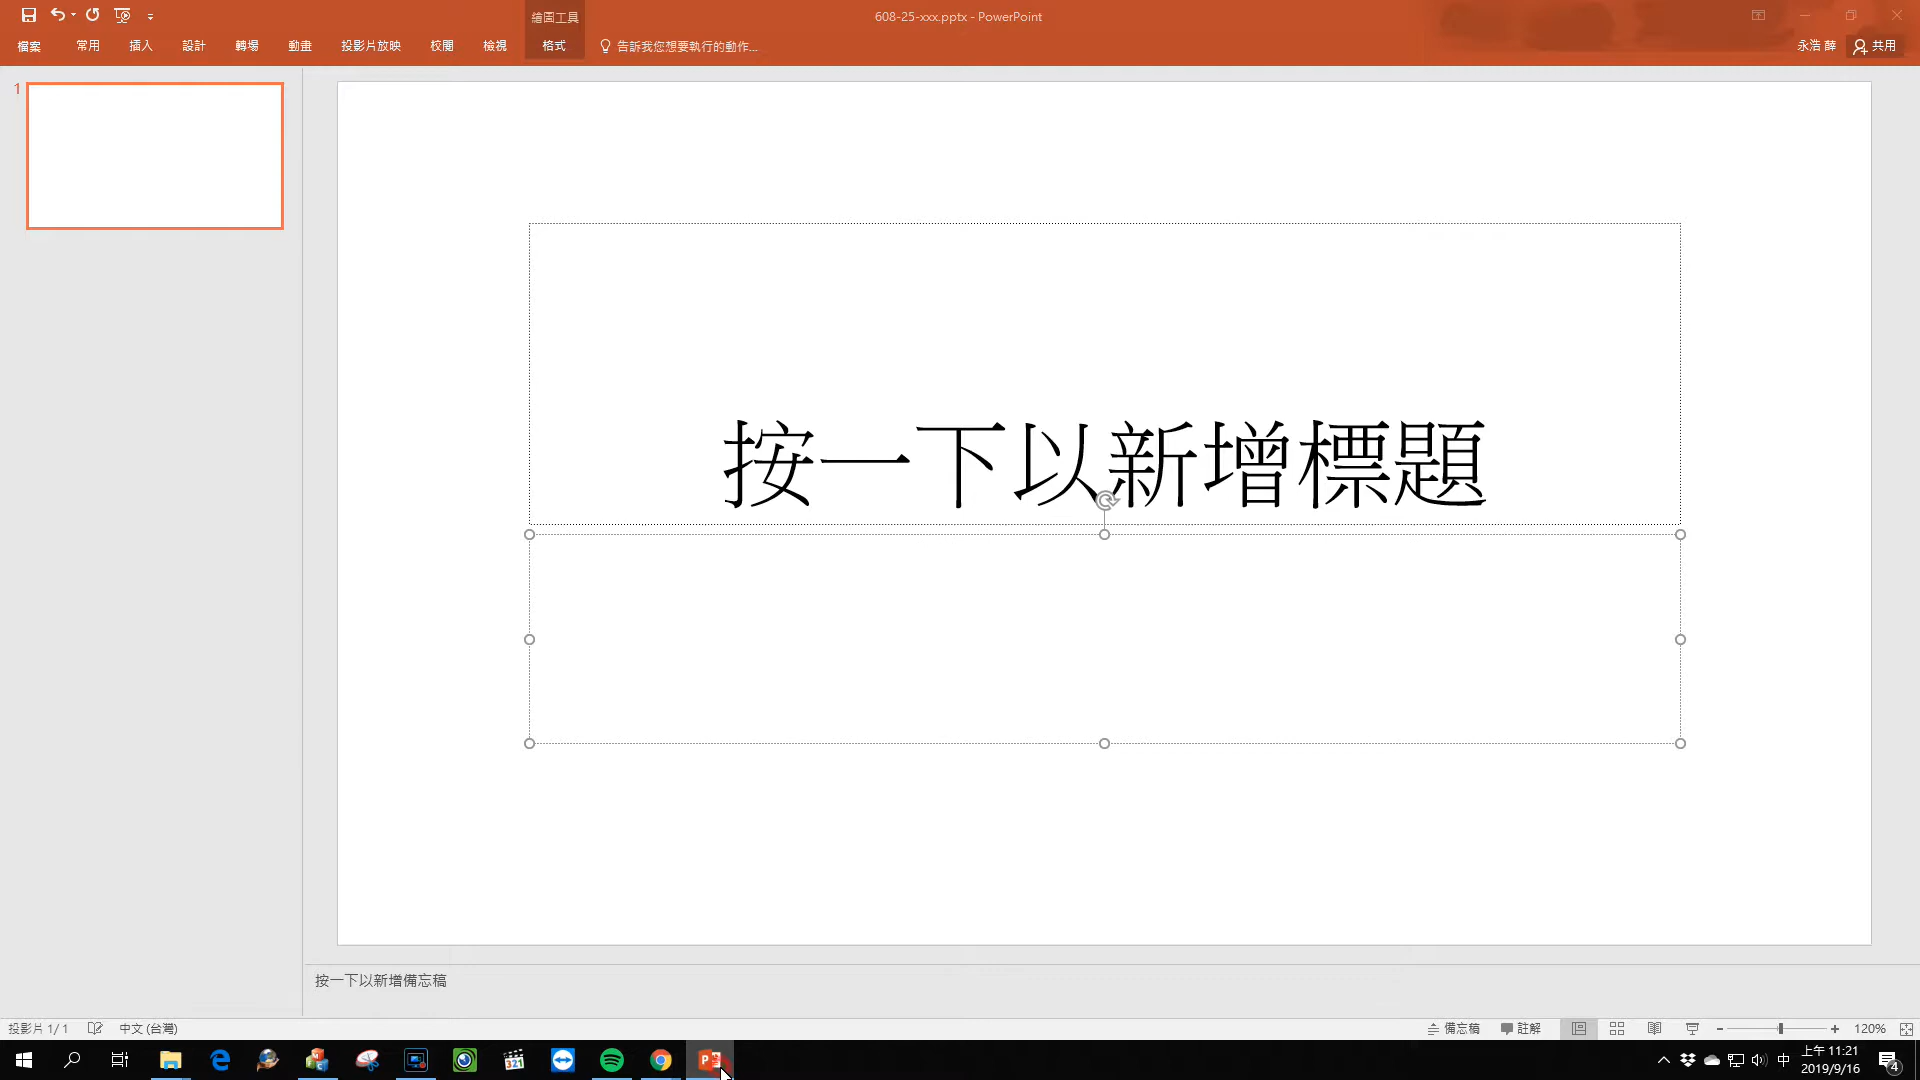 繪圖工具
608-25-xxx.pptx - PowerPoint
檔案 常用 插入 設計 轉場 動畫 投影片放映 校閱 檢視 格式 告訴我您想要執行的動作... 永浩 薛 共用
1
按一下以新增標題
按一下以新增備忘稿
投影片 1/1 中文 (台灣) 備忘稿 註解 120%
321
中
上午 11:21
2019/9/16
4